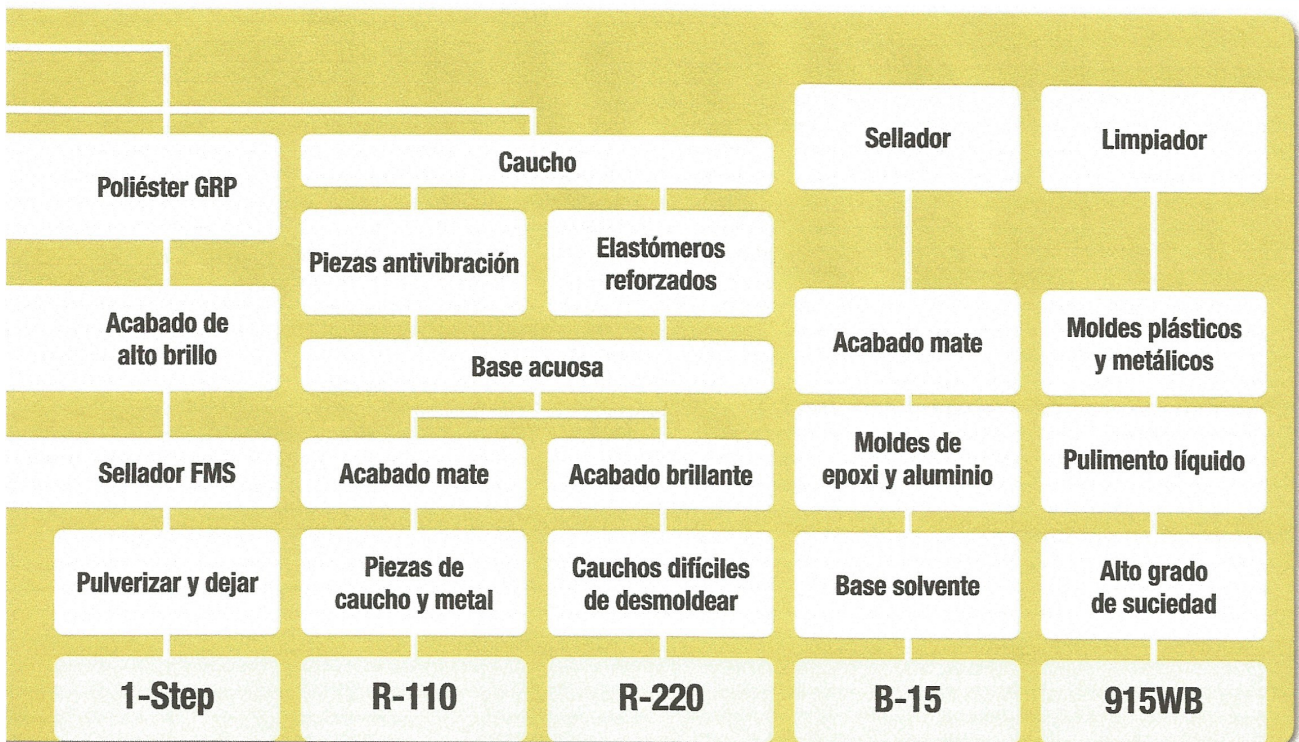 Poliéster GRP
Acabado de
alto brillo
Sellador FMS
Pulverizar y dejar
1-Step
Caucho
Piezas antivibración
Elastómeros
reforzados
Base acuosa
Acabado mate
Acabado brillante
Piezas de
caucho y metal
Cauchos difíciles
de desmoldear
R-110
R-220
Sellador
Acabado mate
Moldes de
epoxi y aluminio
Base solvente
B-15
Limpiador
Moldes plásticos
y metálicos
Pulimento líquido
Alto grado
de suciedad
915WB